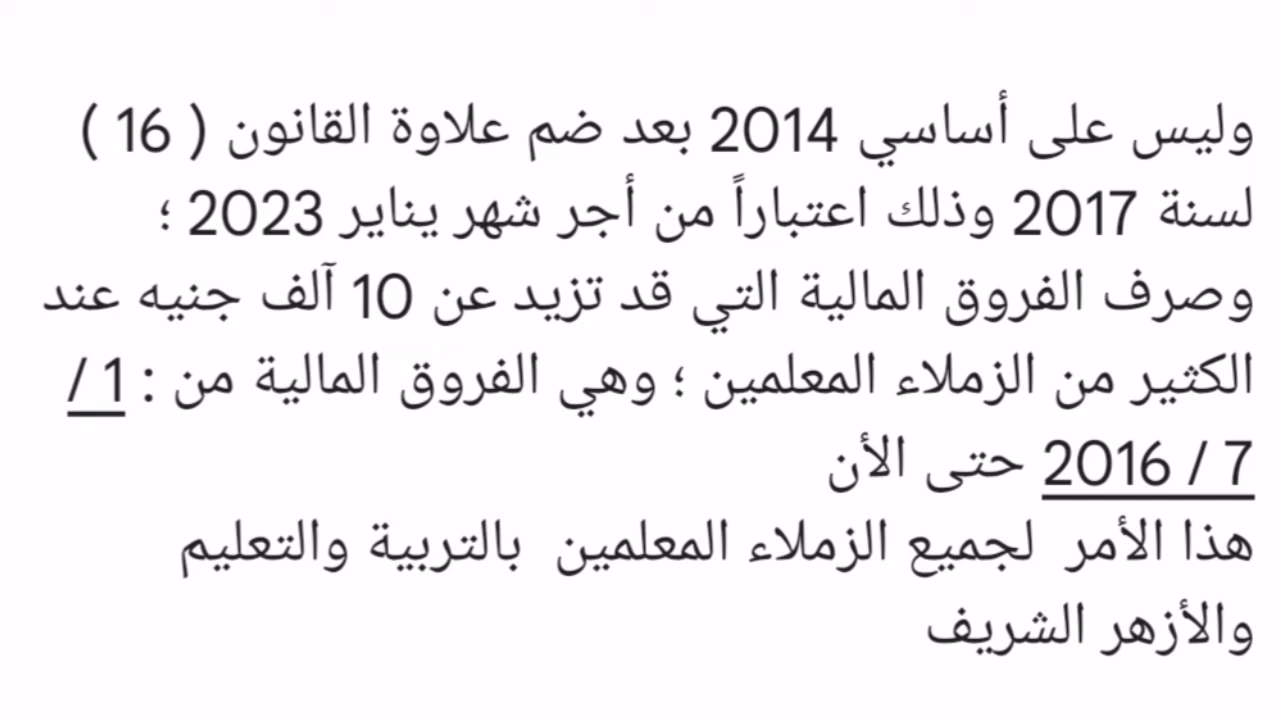 وليس على أساسي 2014 بعد ضم علاوة القانون ( 16 )
لسنة 2017 وذلك اعتباراً من أجر شهر يناير 2023 ؛
وصرف الفروق المالية التي قد تزيد عن 10 آلف جنيه عند
الكثير من الزملاء المعلمين ؛ وهي الفروق المالية من : 1 /
7 / 2016 حتى الأن
هذا الأمر لجميع الزملاء المعلمين بالتربية والتعليم
والأزهر الشريف